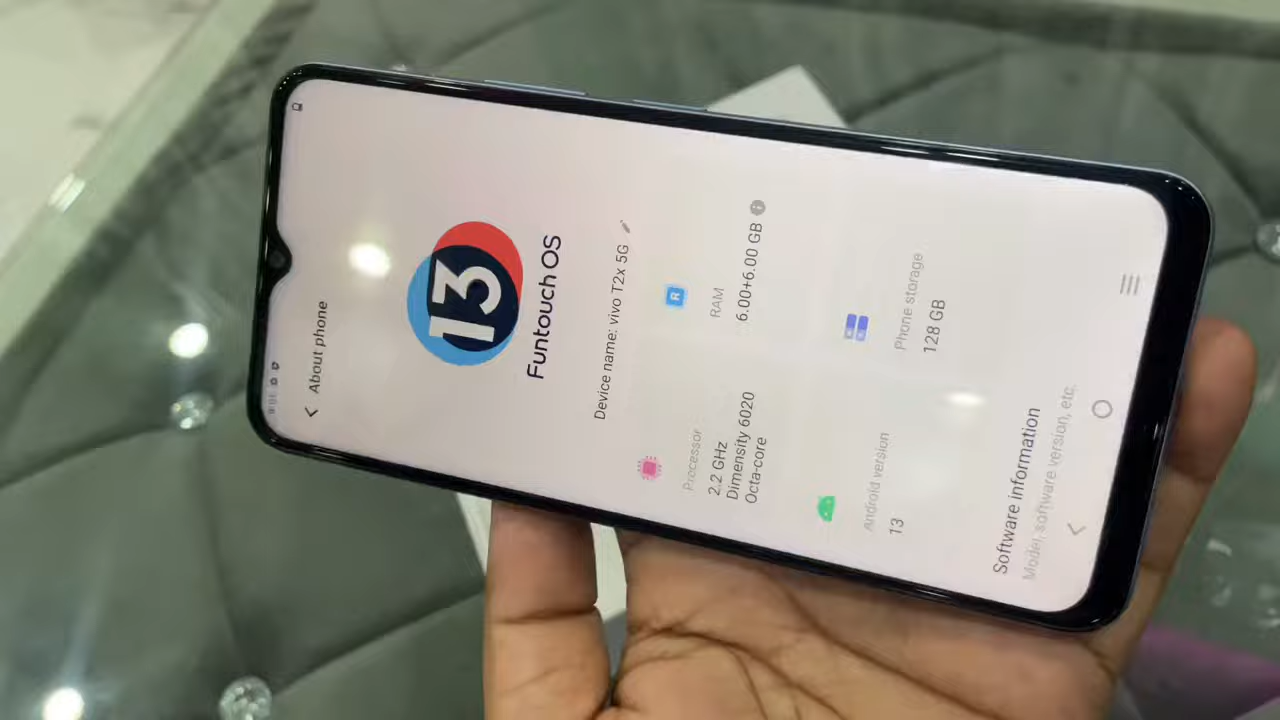 About phone
13
Funtouch OS
Device name: vivo T2x 5G
Processor
2.2 GHz
Dimensity 6020
Octa-core
R
RAM
6.00+6.00 GB
Android version
13
Phone storage
128 GB
Software information
Model, software version, etc.